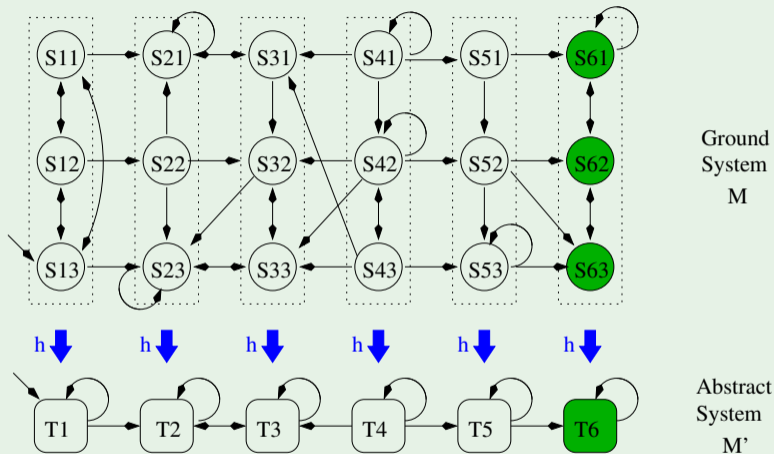 S11 S21 S31 S41 S51 S61
Ground
System
M
S12 S22 S32 S42 S52 S62
S13 S23 S33 S43 S53 S63
h h h h h h
Abstract
System
M'
T1 T2 T3 T4 T5 T6